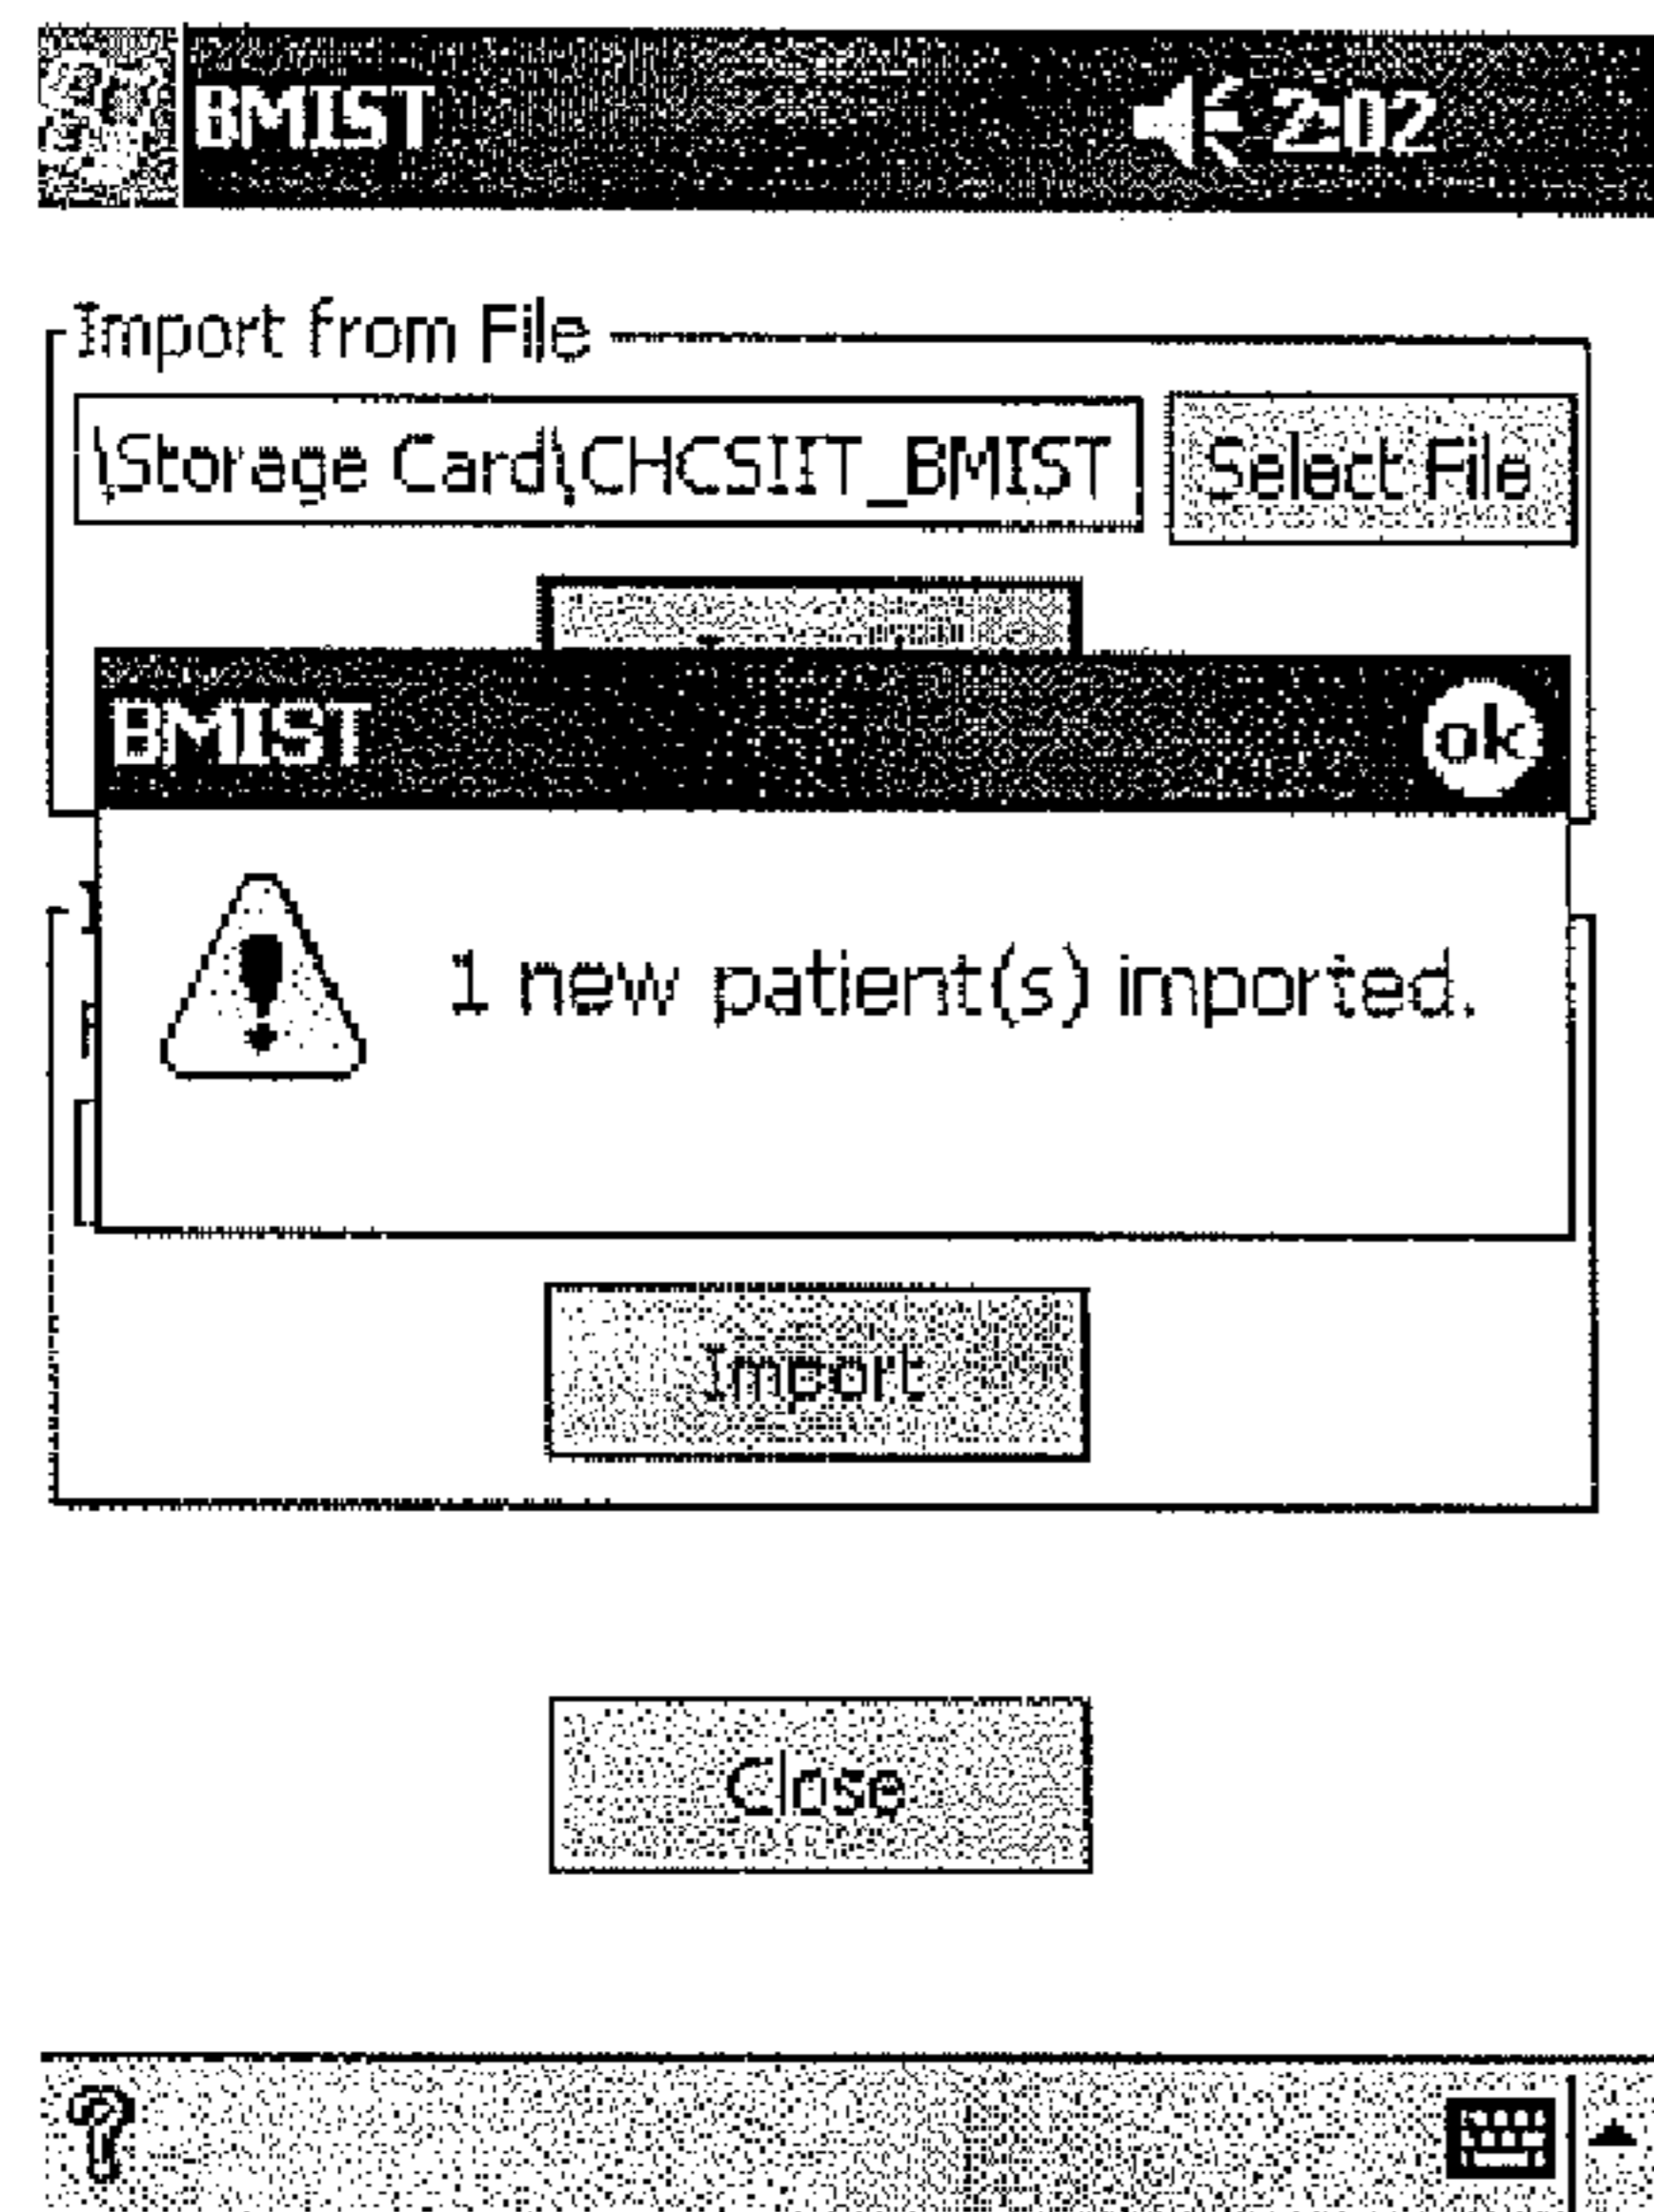 BMIST 2:02
Import from File
\Storage Card\CHCSIIT_BMIST Select File
BMIST ok
1 new patient(s) imported.
Import
Close